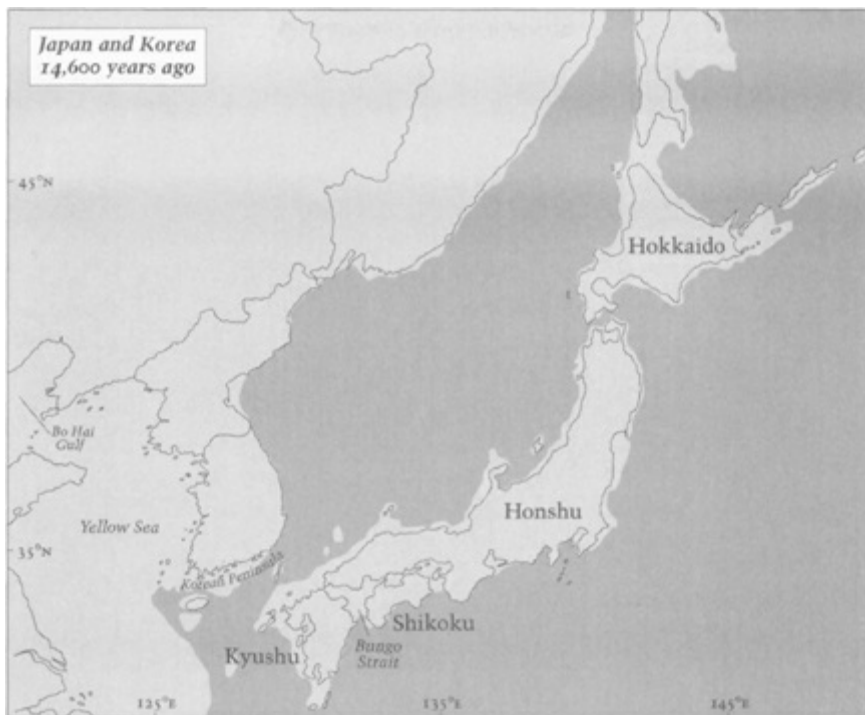 Japan and Korea
14,600 years ago
45°N
Hokkaido
Bo Hai
Gulf
Honshu
Yellow Sea
35°N
Korean Peninsula
Shikoku
Bungo
Strait
Kyushu
125°E
135°E
145°E